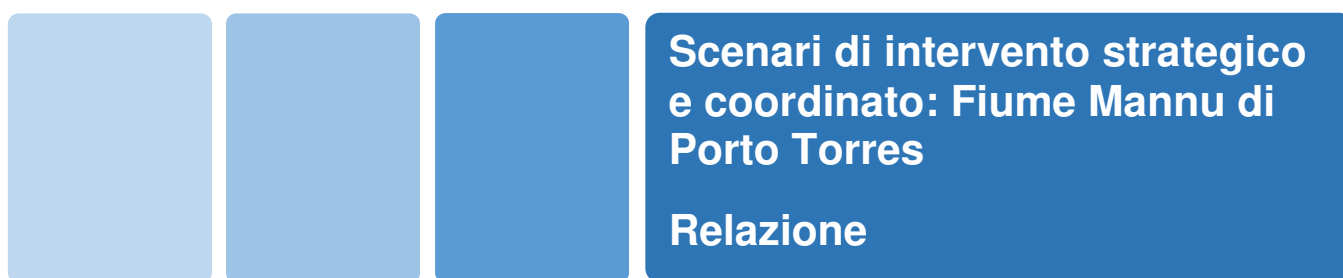 Scenari di intervento strategico
e coordinato: Fiume Mannu di
Porto Torres
Relazione